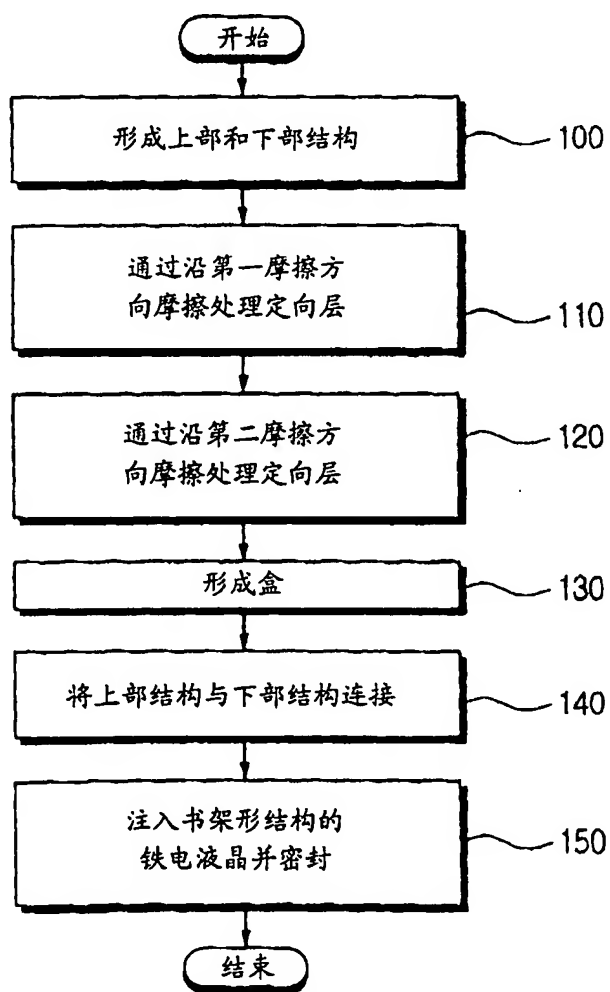 开始
形成上部和下部结构
100
通过沿第一摩擦方
向摩擦处理定向层
110
通过沿第二摩擦方
向摩擦处理定向层
120
形成盒
130
将上部结构与下部结构连接
140
注入书架形结构的
铁电液晶并密封
150
结束